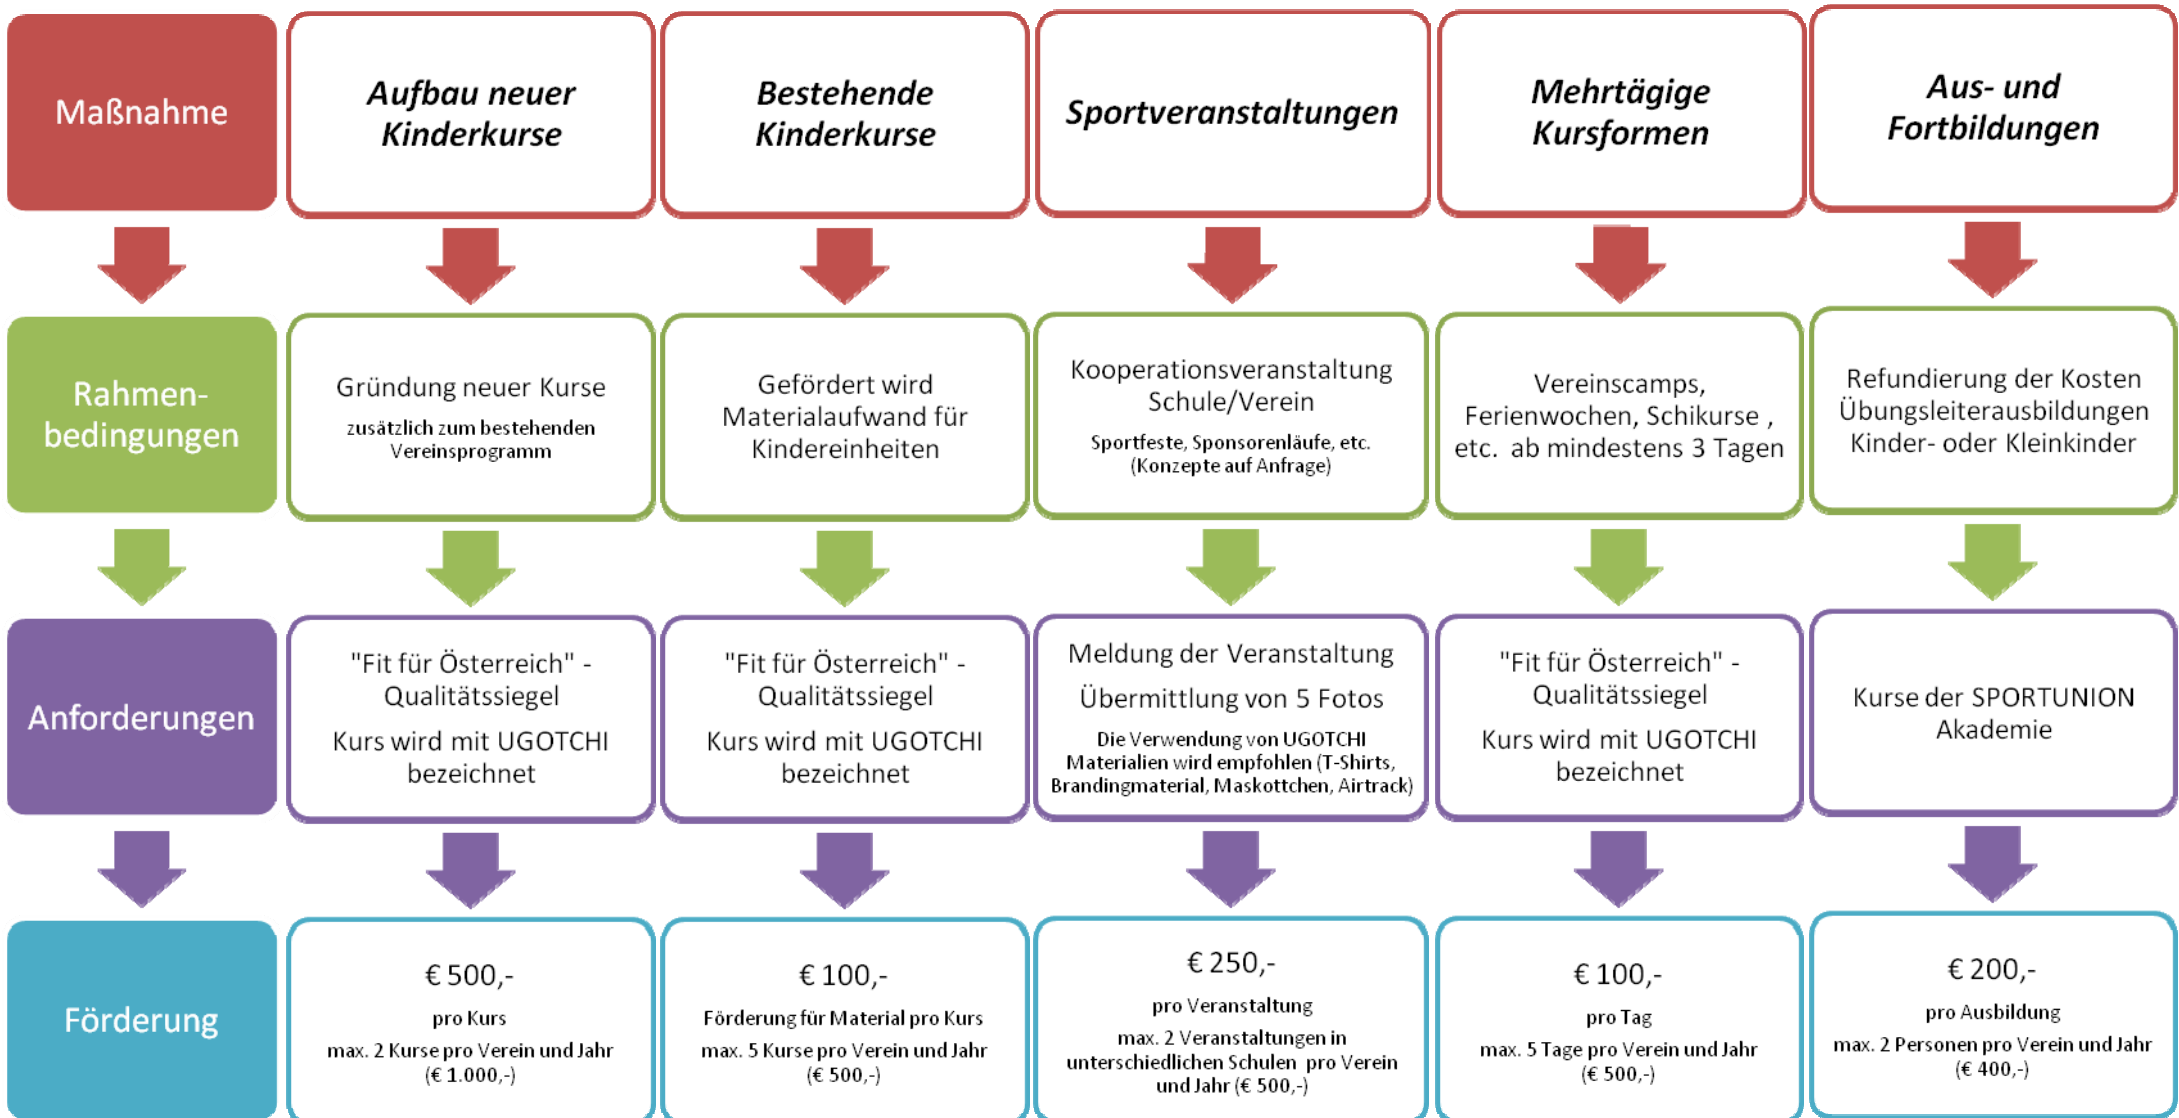 Maßnahme
Aufbau neuer
Kinderkurse
Bestehende
Kinderkurse
Sportveranstaltungen
Mehrtägige
Kursformen
Aus- und
Fortbildungen
Rahmen-
bedingungen
Gründung neuer Kurse
zusätzlich zum bestehenden
Vereinsprogramm
Gefördert wird
Materialaufwand für
Kindereinheiten
Kooperationsveranstaltung
Schule/Verein
Sportfeste, Sponsorenläufe, etc.
(Konzepte auf Anfrage)
Vereinscamps,
Ferienwochen, Schikurse ,
etc. ab mindestens 3 Tagen
Refundierung der Kosten
Übungsleiterausbildungen
Kinder- oder Kleinkinder
Anforderungen
"Fit für Österreich" -
Qualitätssiegel
Kurs wird mit UGOTCHI
bezeichnet
"Fit für Österreich" -
Qualitätssiegel
Kurs wird mit UGOTCHI
bezeichnet
Meldung der Veranstaltung
Übermittlung von 5 Fotos
Die Verwendung von UGOTCHI
Materialien wird empfohlen (T-Shirts,
Brandingmaterial, Maskottchen, Airtrack)
"Fit für Österreich" -
Qualitätssiegel
Kurs wird mit UGOTCHI
bezeichnet
Kurse der SPORTUNION
Akademie
Förderung
€ 500,-
pro Kurs
max. 2 Kurse pro Verein und Jahr
(€ 1.000,-)
€ 100,-
Förderung für Material pro Kurs
max. 5 Kurse pro Verein und Jahr
(€ 500,-)
€ 250,-
pro Veranstaltung
max. 2 Veranstaltungen in
unterschiedlichen Schulen pro Verein
und Jahr (€ 500,-)
€ 100,-
pro Tag
max. 5 Tage pro Verein und Jahr
(€ 500,-)
€ 200,-
pro Ausbildung
max. 2 Personen pro Verein und Jahr
(€ 400,-)